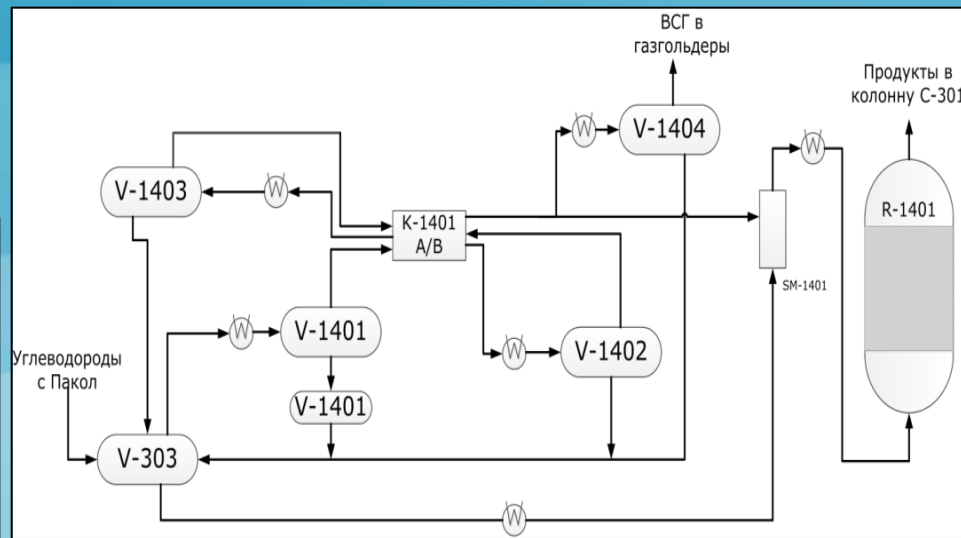 ВСГ в
газгольдеры
Продукты в
колонну С-301
V-1404
W
W
V-1403
W
R-1401
K-1401
A/B
SM-1401
V-1401
W
V-1402
W
Углеводороды
с Пакол
V-1401
V-303
W